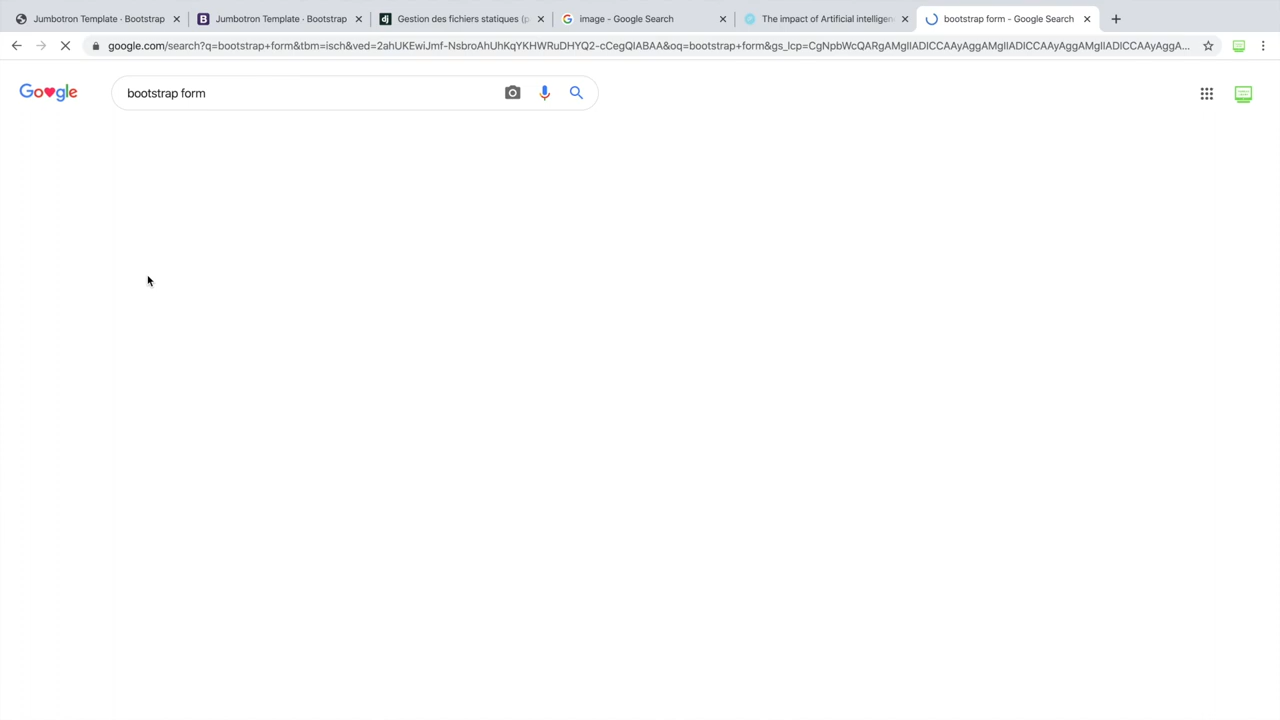 Jumbotron Template · Bootstrap
Jumbotron Template · Bootstrap
Gestion des fichiers statiques (p
image - Google Search
The impact of Artificial intelligen
bootstrap form - Google Search
google.com/search?q=bootstrap+form&tbm=isch&ved=2ahUKEwiJmf-NsbroAhUhKqYKHWRuDHYQ2-cCegQIABAA&oq=bootstrap+form&gs_lcp=CgNpbWcQARgAMgIIADICCAAyAggAMgIIADICCAAyAggAMgIIADICCAAyAggA...
Google
bootstrap form